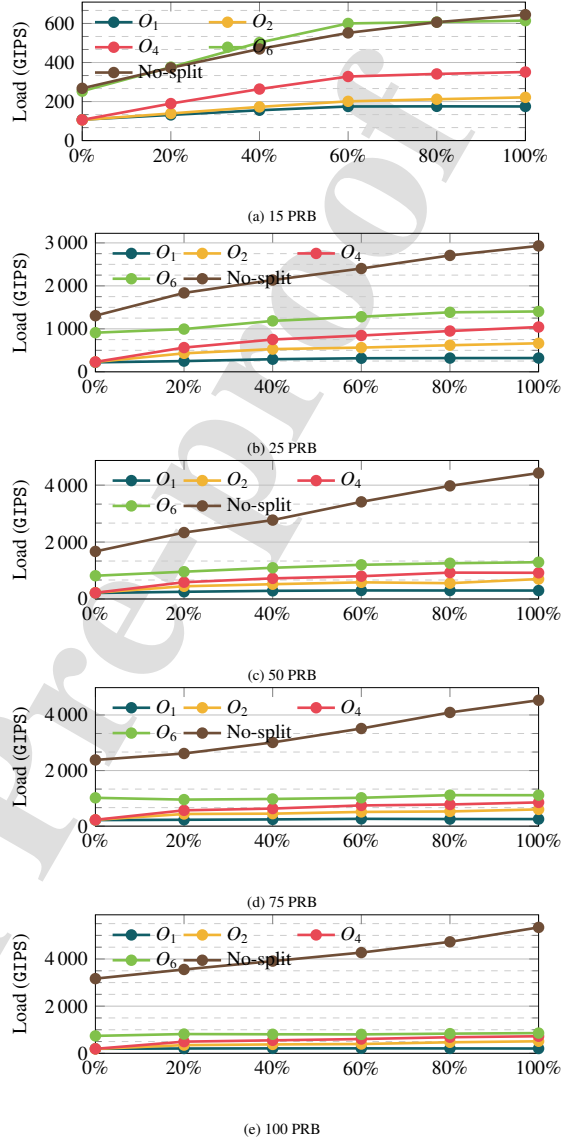 600
400
200
0
Load (GIPS)
O1 O2
O4 O6
No-split
0% 20% 40% 60% 80% 100%
(a) 15 PRB
3 000
2 000
1 000
0
Load (GIPS)
O1 O2 O4
O6 No-split
0% 20% 40% 60% 80% 100%
(b) 25 PRB
4 000
2 000
0
Load (GIPS)
O1 O2 O4
O6 No-split
0% 20% 40% 60% 80% 100%
(c) 50 PRB
4 000
2 000
0
Load (GIPS)
O1 O2 O4
O6 No-split
0% 20% 40% 60% 80% 100%
(d) 75 PRB
4 000
2 000
0
Load (GIPS)
O1 O2 O4
O6 No-split
0% 20% 40% 60% 80% 100%
(e) 100 PRB
Pre-proof